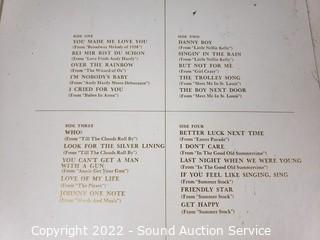 SIDE ONE
YOU MADE ME LOVE YOU
(From "Broadway Melody of 1938")
BEI MIR BIST DU SCHON
(From "Love Finds Andy Hardy")
OVER THE RAINBOW
(From "The Wizard of Oz")
I'M NOBODY'S BABY
(From "Andy Hardy Meets Debutante")
I CRIED FOR YOU
(From "Babes In Arms")
SIDE TWO
DANNY BOY
(From "Little Nellie Kelly")
SINGIN' IN THE RAIN
(From "Little Nellie Kelly")
BUT NOT FOR ME
(From "Girl Crazy")
THE TROLLEY SONG
(From "Meet Me In St. Louis")
THE BOY NEXT DOOR
(From "Meet Me In St. Louis")
SIDE THREE
WHO?
(From "Till The Clouds Roll By")
LOOK FOR THE SILVER LINING
(From "Till The Clouds Roll By")
YOU CAN'T GET A MAN
WITH A GUN
(From "Annie Get Your Gun")
LOVE OF MY LIFE
(From "The Pirate")
JOHNNY ONE NOTE
(From "Words And Music")
SIDE FOUR
BETTER LUCK NEXT TIME
(From "Easter Parade")
I DON'T CARE
(From "In The Good Old Summertime")
LAST NIGHT WHEN WE WERE YOUNG
(From "In The Good Old Summertime")
IF YOU FEEL LIKE SINGING, SING
(From "Summer Stock")
FRIENDLY STAR
(From "Summer Stock")
GET HAPPY
(From "Summer Stock")
Copyright 2022 - Sound Auction Service